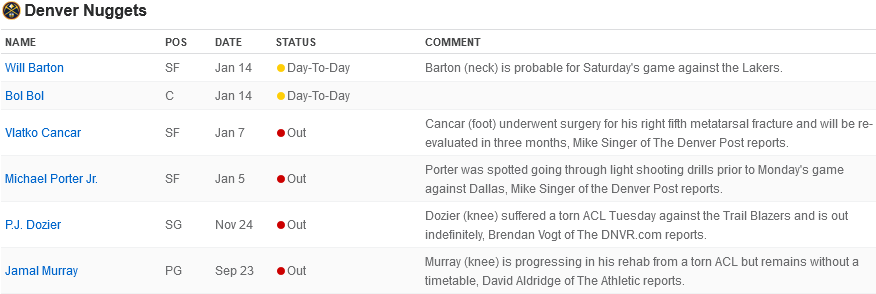 Denver Nuggets
NAME POS DATE STATUS COMMENT
Will Barton SF Jan 14 Day-To-Day Barton (neck) is probable for Saturday's game against the Lakers.
Bol Bol C Jan 14 Day-To-Day
Vlatko Cancar SF Jan 7 Out Cancar (foot) underwent surgery for his right fifth metatarsal fracture and will be re-
evaluated in three months, Mike Singer of The Denver Post reports.
Michael Porter Jr. SF Jan 5 Out Porter was spotted going through light shooting drills prior to Monday's game
against Dallas, Mike Singer of the Denver Post reports.
P.J. Dozier SG Nov 24 Out Dozier (knee) suffered a torn ACL Tuesday against the Trail Blazers and is out
indefinitely, Brendan Vogt of The DNVR.com reports.
Jamal Murray PG Sep 23 Out Murray (knee) is progressing in his rehab from a torn ACL but remains without a
timetable, David Aldridge of The Athletic reports.